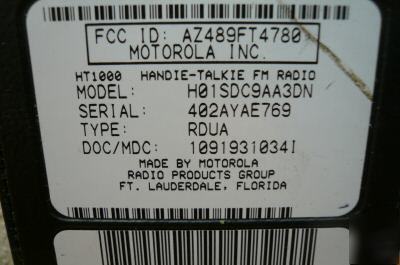 FCC ID: AZ489FT4780
MOTOROLA INC.
HT1000 HANDIE-TALKIE FM RADIO
MODEL: H01SDC9AA3DN
SERIAL: 402AYAE769
TYPE: RDUA
DOC/MDC: 1091931034I
MADE BY MOTOROLA
RADIO PRODUCTS GROUP
FT. LAUDERDALE, FLORIDA